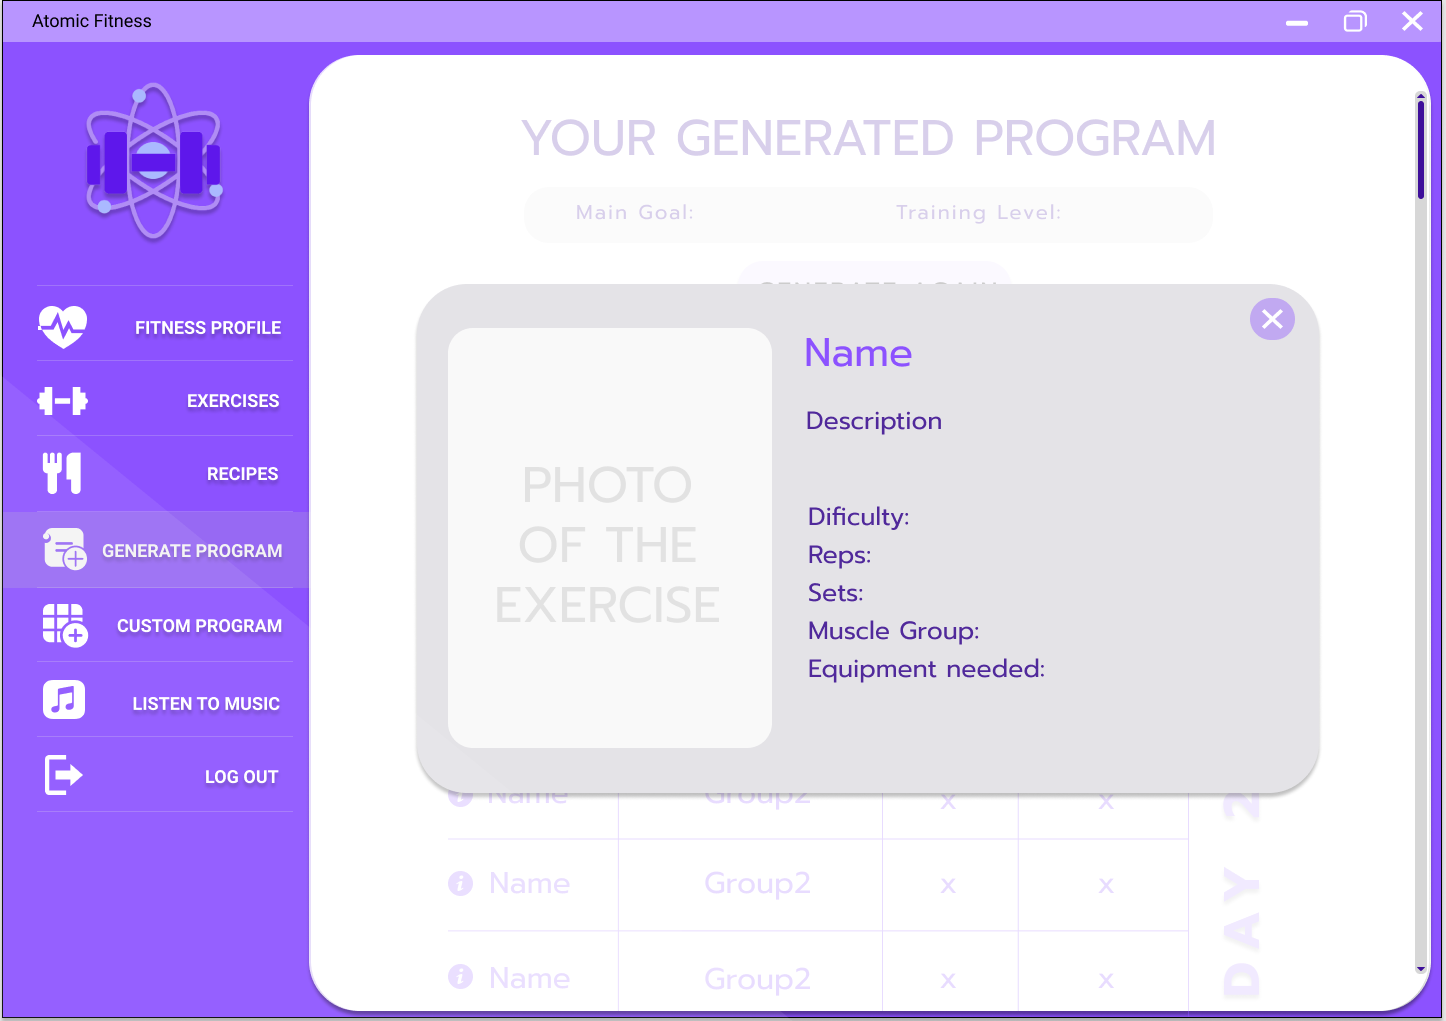 Atomic Fitness
FITNESS PROFILE
EXERCISES
RECIPES
GENERATE PROGRAM
CUSTOM PROGRAM
LISTEN TO MUSIC
LOG OUT
YOUR GENERATED PROGRAM
Main Goal: Training Level:
GENERATE AGAIN
PHOTO
OF THE
EXERCISE
Name
Description
Dificulty:
Reps:
Sets:
Muscle Group:
Equipment needed:
Name Group2 x x
Name Group2 x x
Name Group2 x x
DAY 2